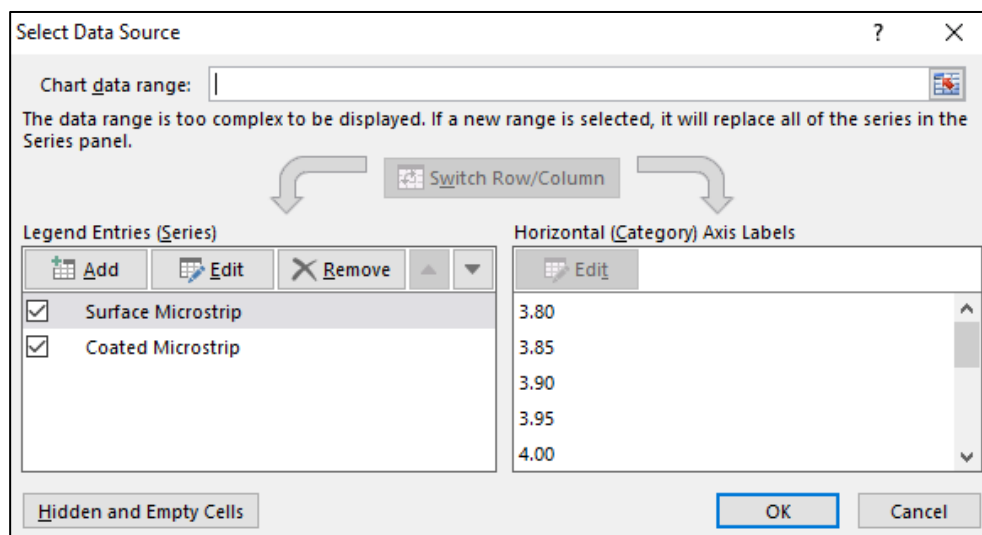 Select Data Source
?
Chart data range:
The data range is too complex to be displayed. If a new range is selected, it will replace all of the series in the
Series panel.
Switch Row/Column
Legend Entries (Series)
Horizontal (Category) Axis Labels
Add
Edit
Remove
Edit
Surface Microstrip
3.80
Coated Microstrip
3.85
3.90
3.95
4.00
Hidden and Empty Cells
OK
Cancel